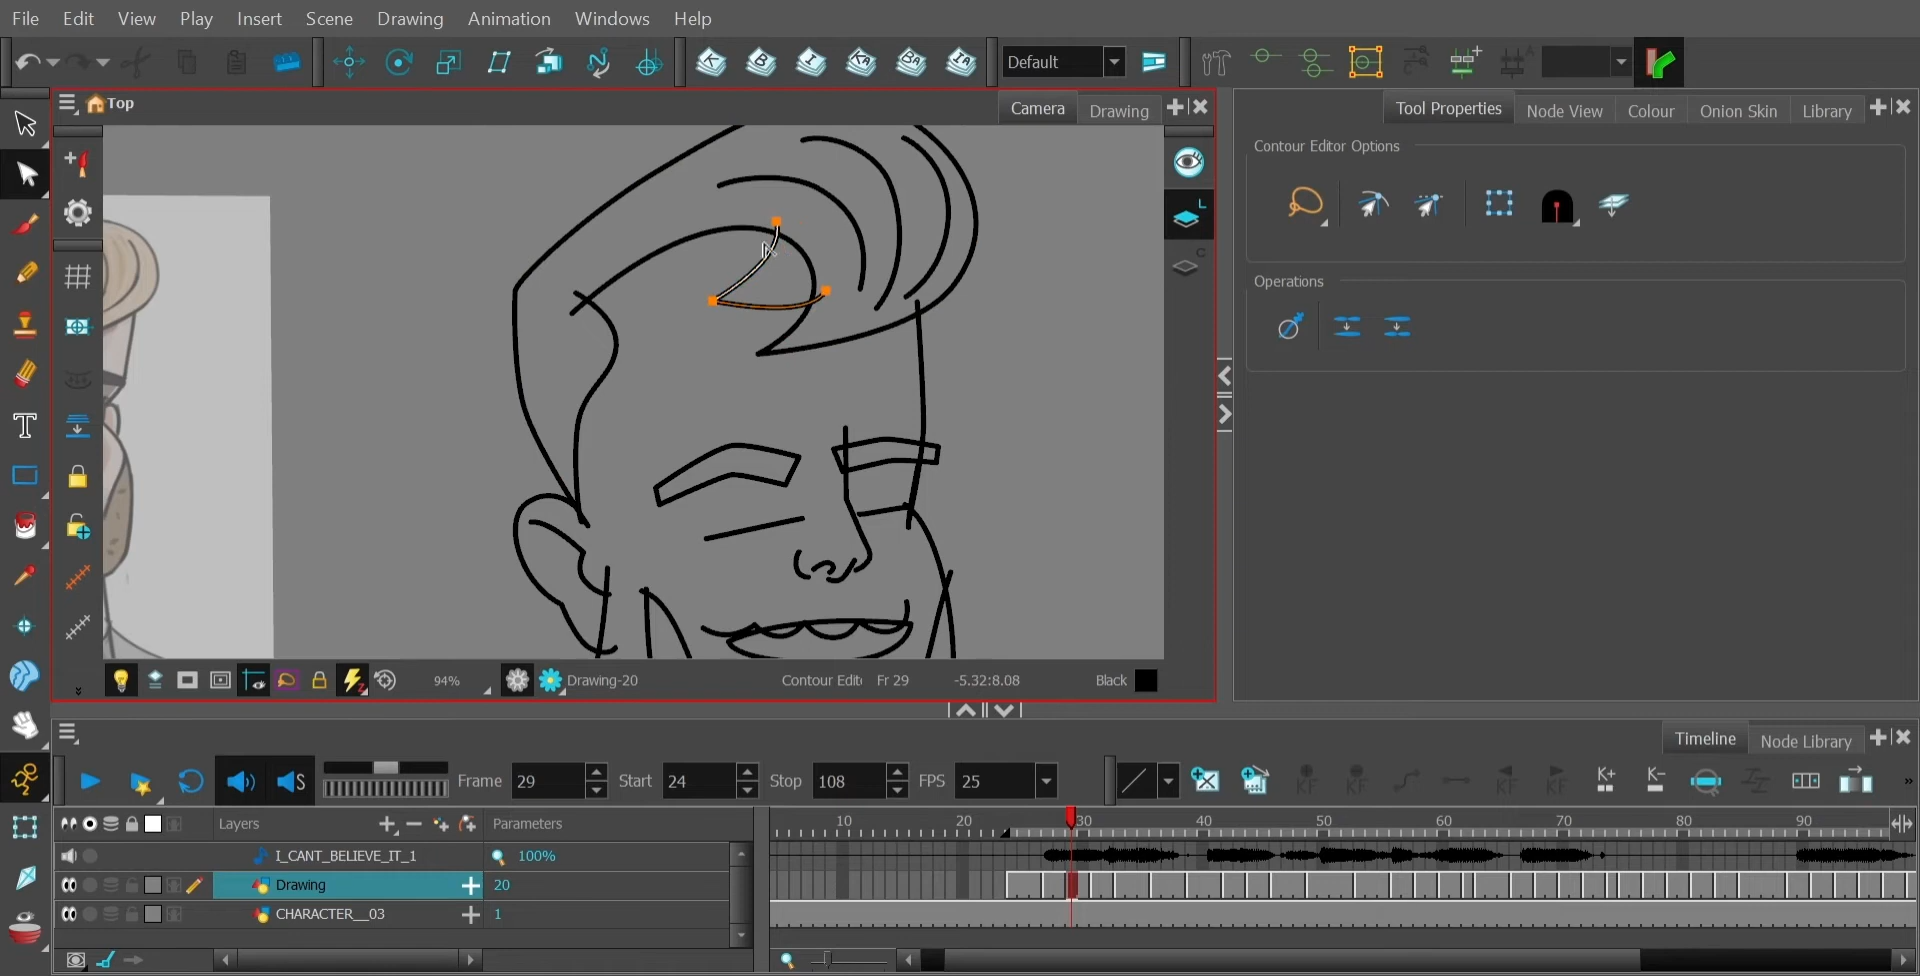 File Edit View Play Insert Scene Drawing Animation Windows Help
Default
Top
Camera Drawing
Tool Properties Node View Colour Onion Skin Library
Contour Editor Options
Operations
94% Drawing-20 Contour Edit Fr 29 -5.32:8.08 Black
Timeline Node Library
Frame 29 Start 24 Stop 108 FPS 25
Layers Parameters
10 20 30 40 50 60 70 80 90
I_CANT_BELIEVE_IT_1 100%
Drawing 20
CHARACTER__03 1